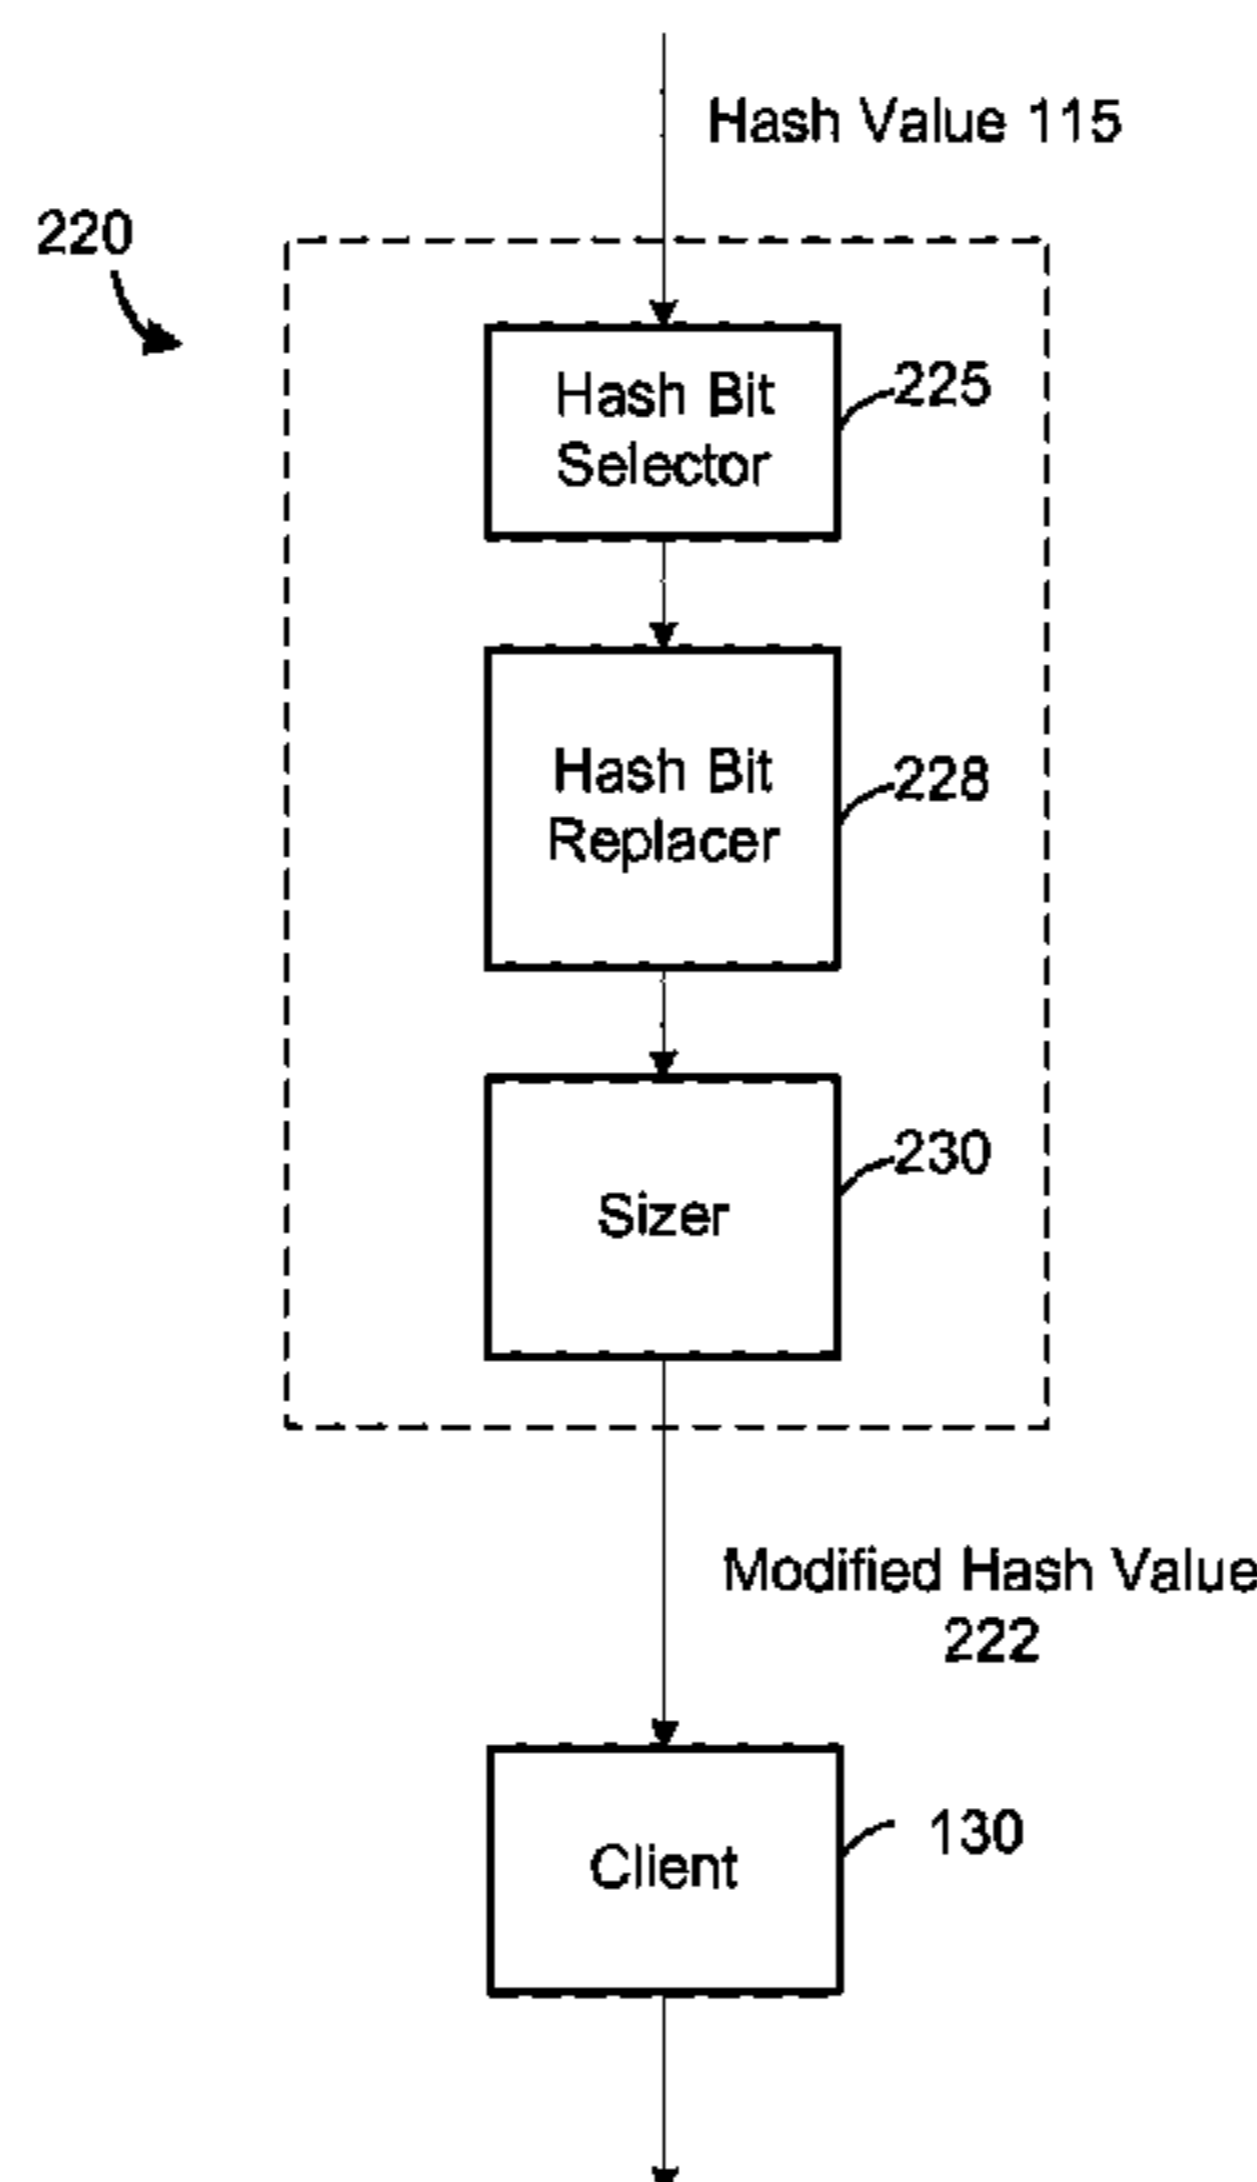 Hash Value 115
220
Hash Bit
Selector
225
Hash Bit
Replacer
228
Sizer
230
Modified Hash Value
222
Client
130